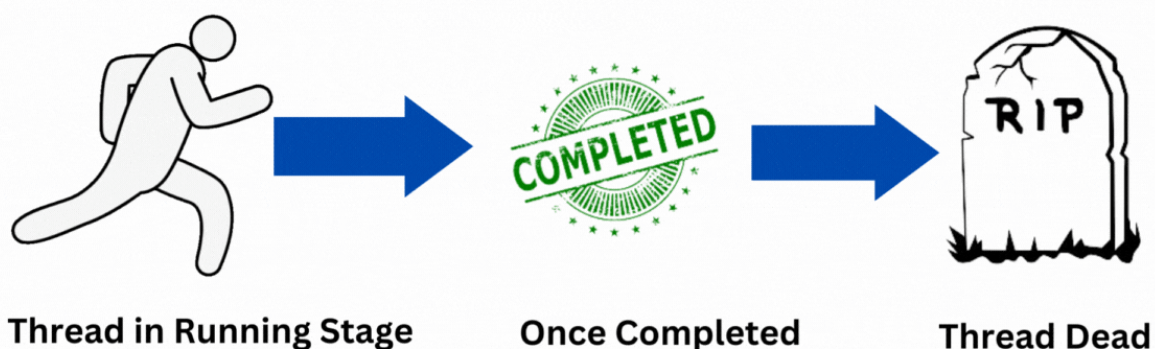 COMPLETED
RIP
Thread in Running Stage
Once Completed
Thread Dead